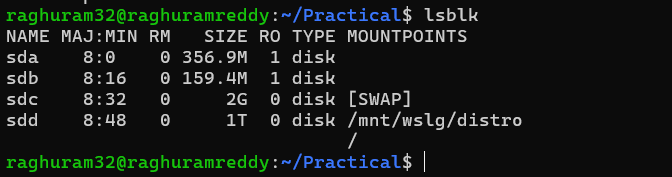 raghuram32@raghuramreddy:~/Practical$ lsblk
NAME MAJ:MIN RM   SIZE RO TYPE MOUNTPOINTS
sda    8:0    0 356.9M  1 disk
sdb    8:16   0 159.4M  1 disk
sdc    8:32   0     2G  0 disk [SWAP]
sdd    8:48   0     1T  0 disk /mnt/wslg/distro
                               /
raghuram32@raghuramreddy:~/Practical$